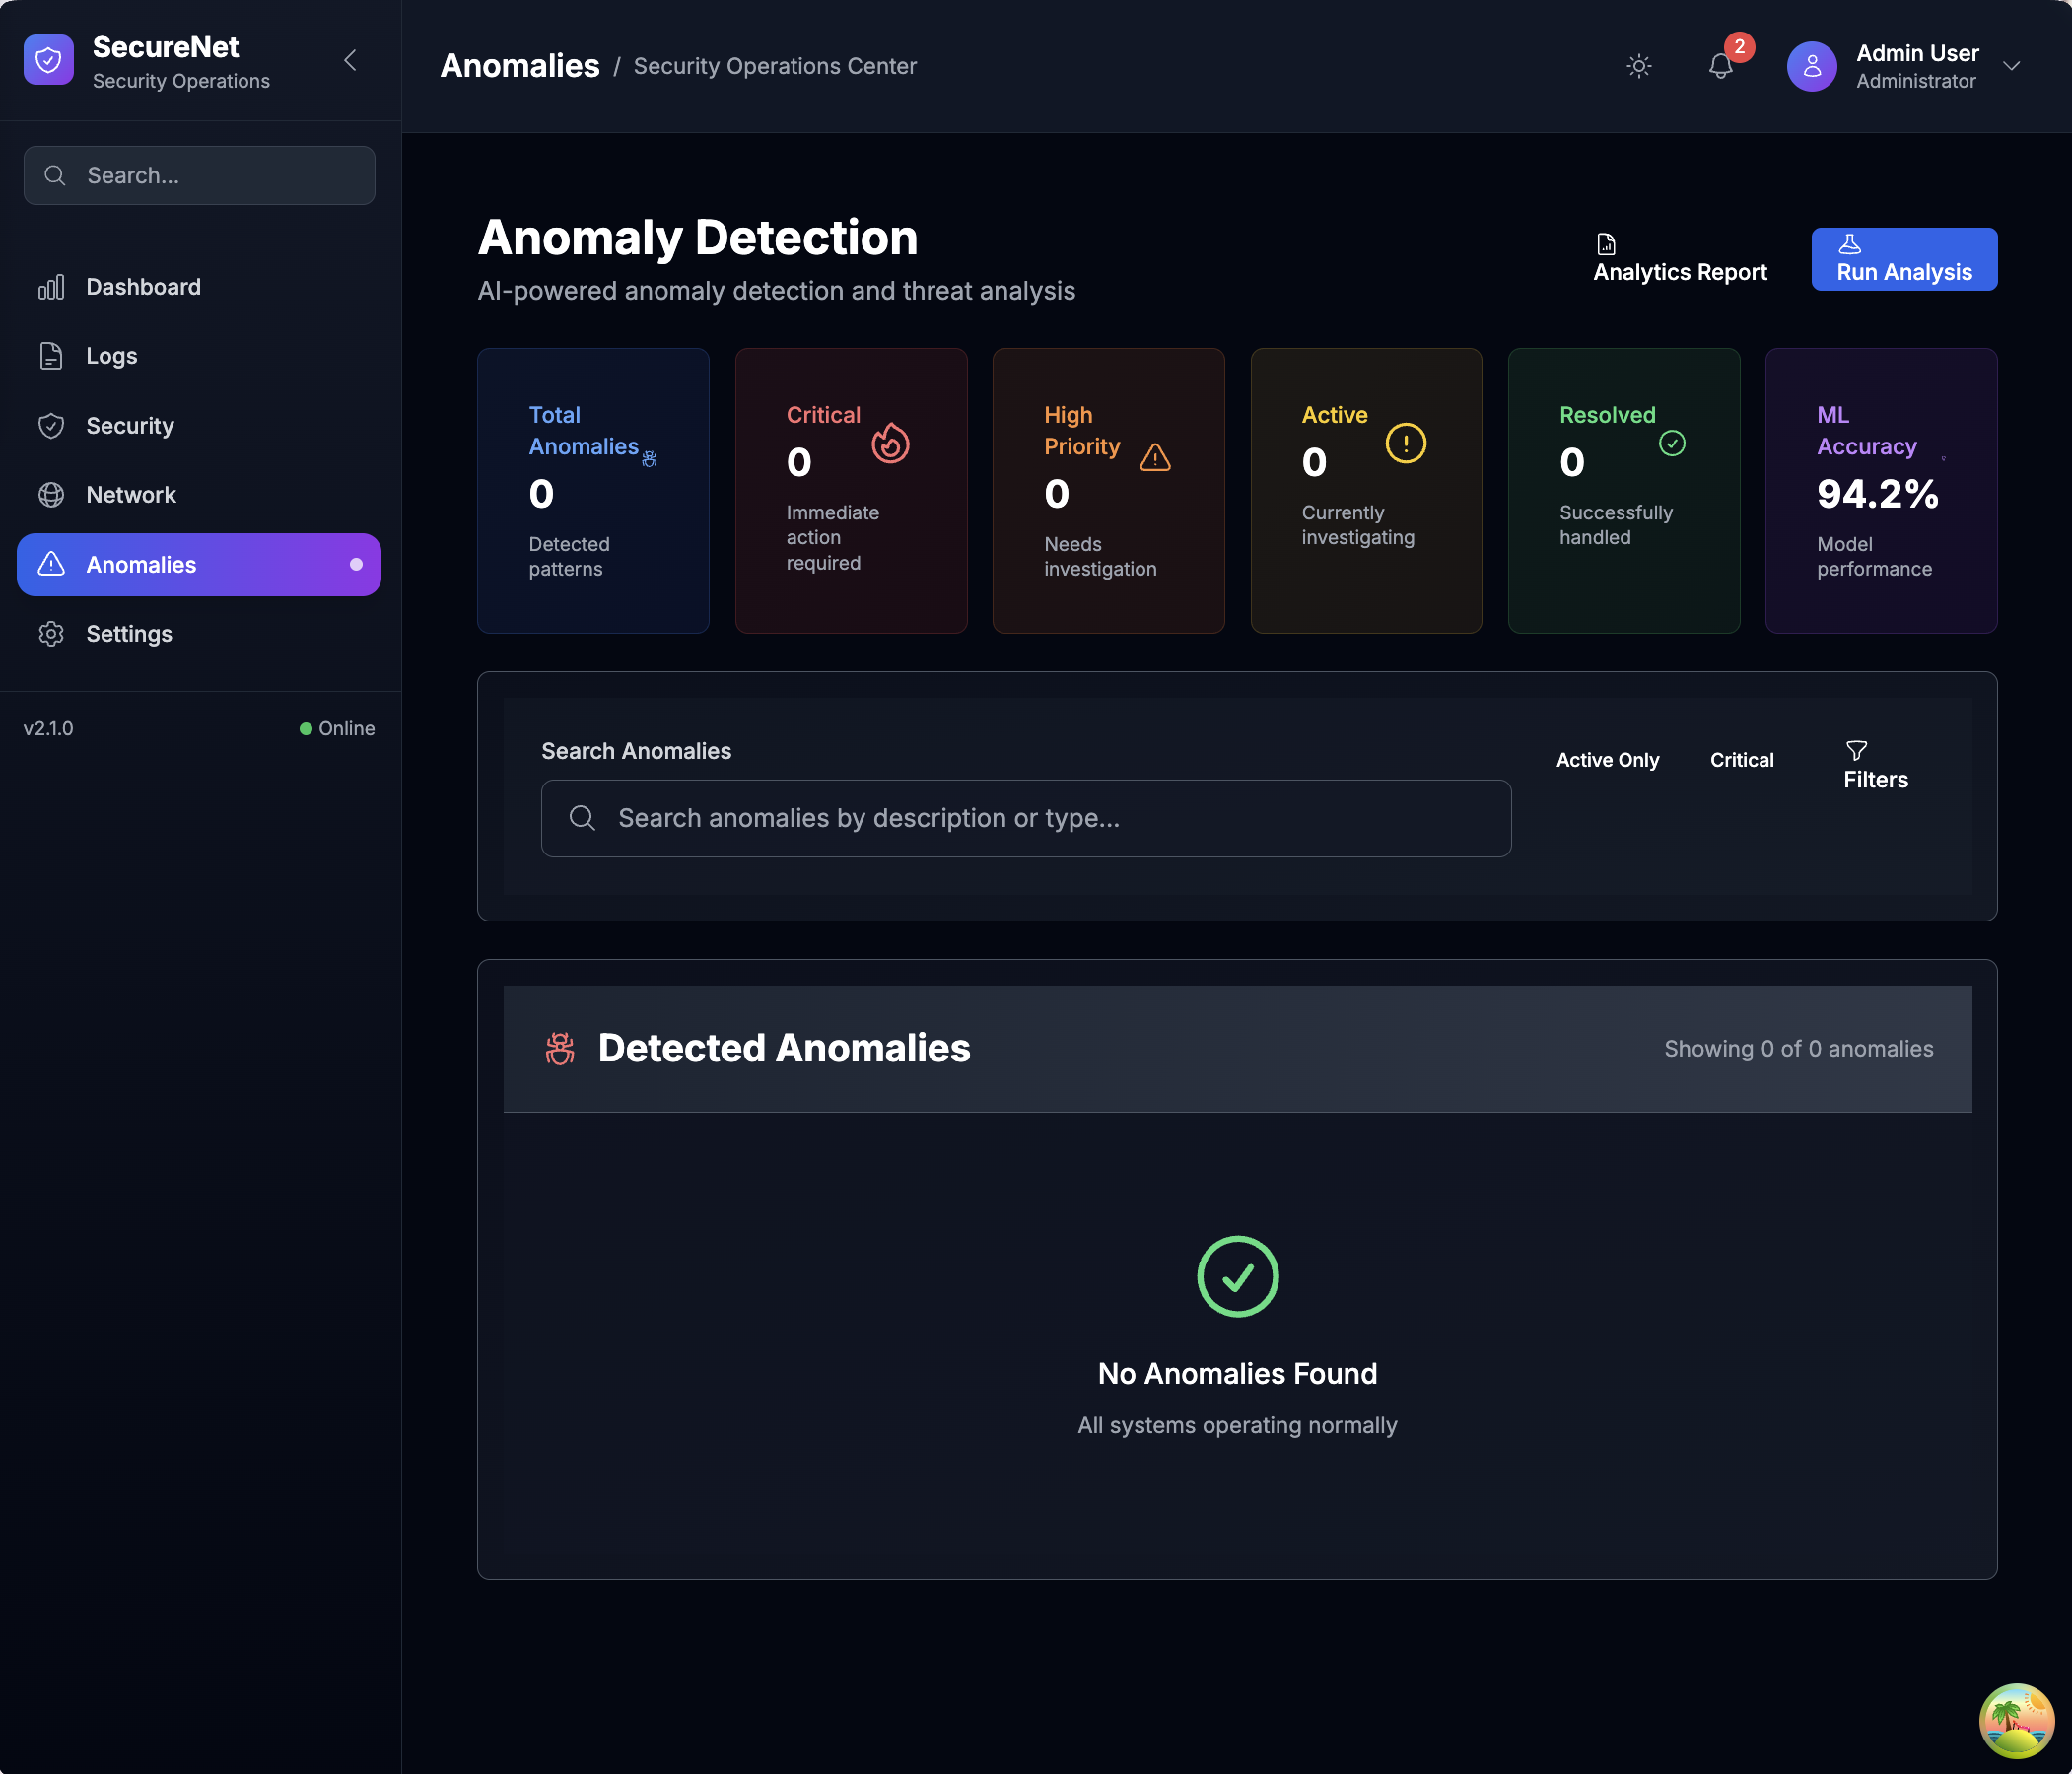 SecureNet
Security Operations
Search...
Dashboard
Logs
Security
Network
Anomalies
Settings
v2.1.0
Online
Anomalies / Security Operations Center
2
Admin User
Administrator
Anomaly Detection
AI-powered anomaly detection and threat analysis
Analytics Report
Run Analysis
Total
Anomalies
0
Detected
patterns
Critical
0
Immediate
action
required
High
Priority
0
Needs
investigation
Active
0
Currently
investigating
Resolved
0
Successfully
handled
ML
Accuracy
94.2%
Model
performance
Search Anomalies
Search anomalies by description or type...
Active Only
Critical
Filters
Detected Anomalies
Showing 0 of 0 anomalies
No Anomalies Found
All systems operating normally